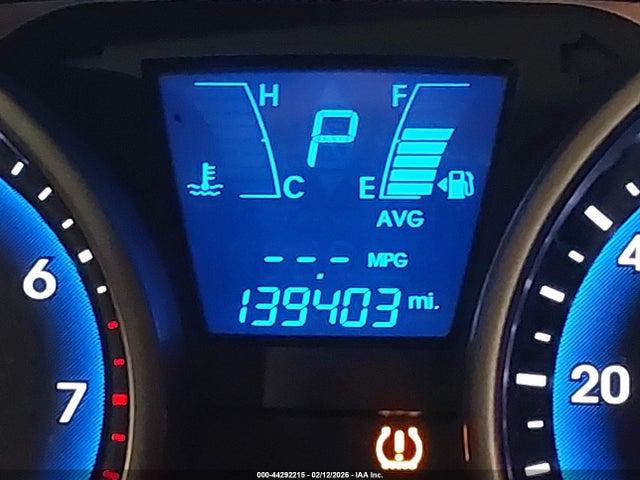 H F
P
C E
AVG
6
--.- MPG
4
139403 mi.
7 20
000-44292215 - 02/12/2026 - IAA Inc.